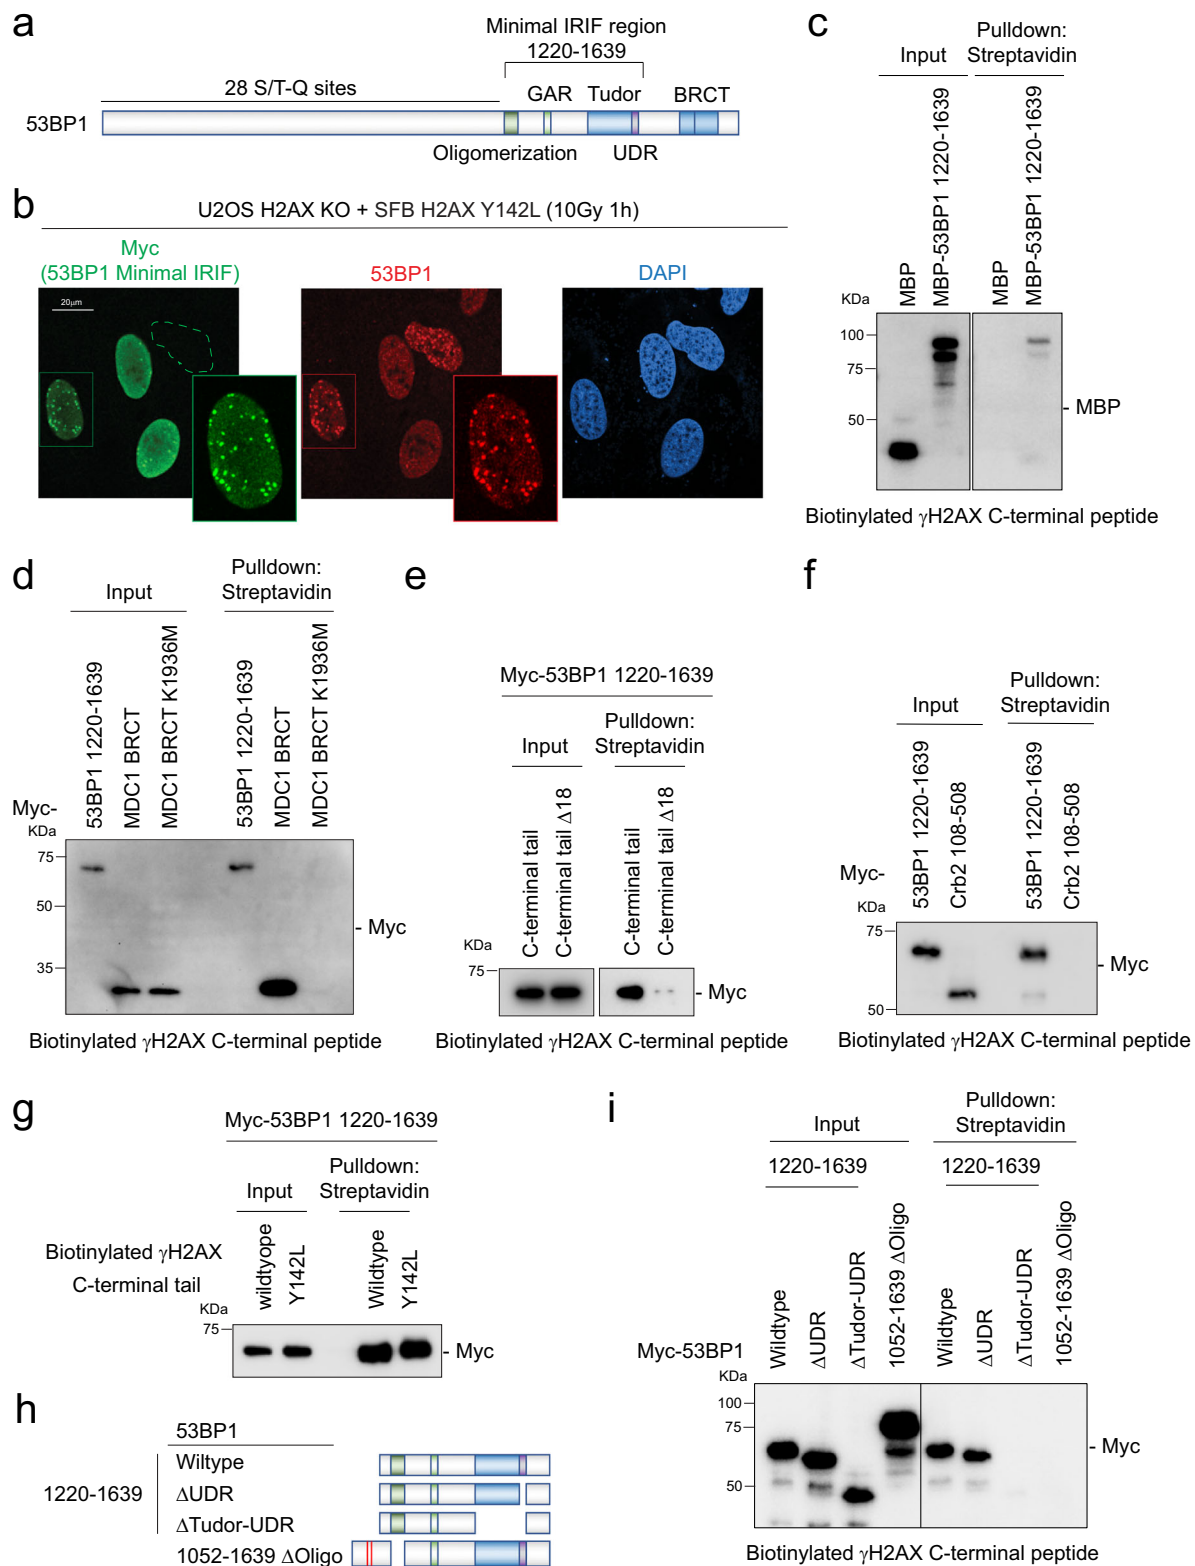 a
Minimal IRIF region
1220-1639
28 S/T-Q sites
GAR
Tudor
BRCT
53BP1
Oligomerization
UDR
b
U2OS H2AX KO + SFB H2AX Y142L (10Gy 1h)
Myc
(53BP1 Minimal IRIF)
53BP1
DAPI
20μm
c
Input
Pulldown:
Streptavidin
MBP
MBP-53BP1 1220-1639
MBP
MBP-53BP1 1220-1639
KDa
100
75
50
- MBP
Biotinylated γH2AX C-terminal peptide
d
Input
Pulldown:
Streptavidin
Myc-
53BP1 1220-1639
MDC1 BRCT
MDC1 BRCT K1936M
53BP1 1220-1639
MDC1 BRCT
MDC1 BRCT K1936M
KDa
75
50
35
- Myc
Biotinylated γH2AX C-terminal peptide
e
Myc-53BP1 1220-1639
Input
Pulldown:
Streptavidin
C-terminal tail
C-terminal tail Δ18
C-terminal tail
C-terminal tail Δ18
KDa
75
- Myc
Biotinylated γH2AX C-terminal peptide
f
Input
Pulldown:
Streptavidin
Myc-
53BP1 1220-1639
Crb2 108-508
53BP1 1220-1639
Crb2 108-508
KDa
75
50
- Myc
Biotinylated γH2AX C-terminal peptide
g
Myc-53BP1 1220-1639
Input
Pulldown:
Streptavidin
Biotinylated γH2AX
C-terminal tail
wildtyope
Y142L
Wildtype
Y142L
KDa
75
- Myc
h
53BP1
1220-1639
Wiltype
ΔUDR
ΔTudor-UDR
1052-1639 ΔOligo
i
Input
Pulldown:
Streptavidin
1220-1639
1220-1639
Myc-53BP1
Wildtype
ΔUDR
ΔTudor-UDR
1052-1639 ΔOligo
Wildtype
ΔUDR
ΔTudor-UDR
1052-1639 ΔOligo
KDa
100
75
50
- Myc
Biotinylated γH2AX C-terminal peptide